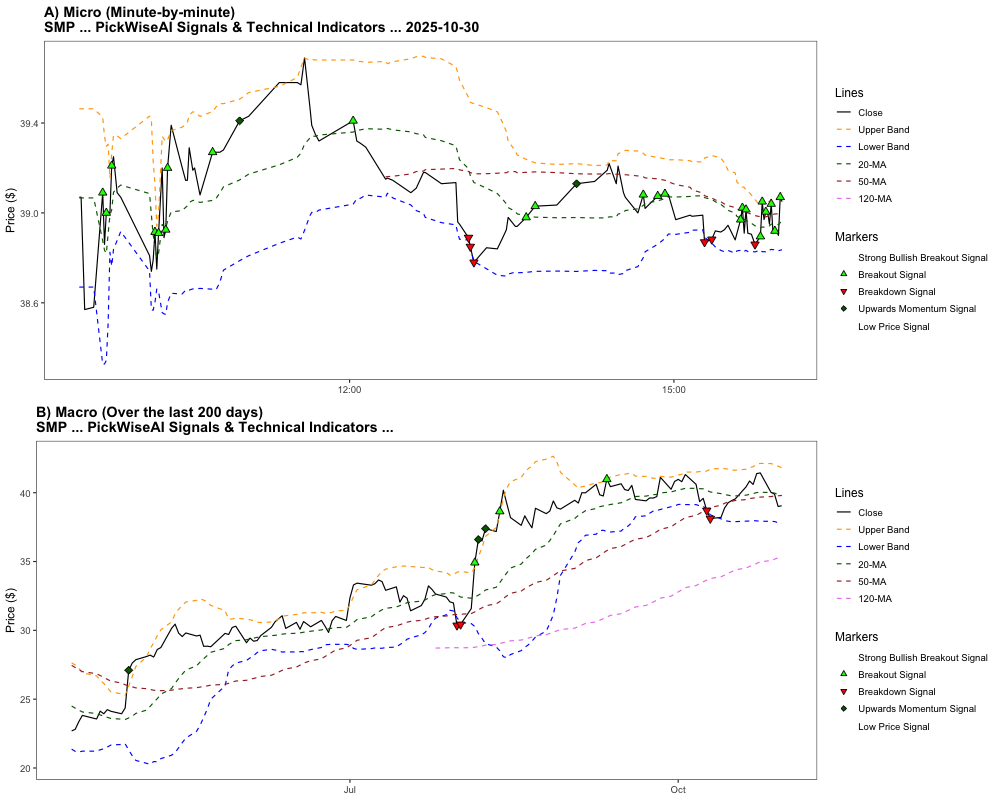 A) Micro (Minute-by-minute)
SMP ... PickWiseAI Signals & Technical Indicators ... 2025-10-30
Price ($)
39.4
39.0
38.6
12:00
15:00
Lines
Close
Upper Band
Lower Band
20-MA
50-MA
120-MA
Markers
Strong Bullish Breakout Signal
Breakout Signal
Breakdown Signal
Upwards Momentum Signal
Low Price Signal
B) Macro (Over the last 200 days)
SMP ... PickWiseAI Signals & Technical Indicators ...
Price ($)
40
35
30
25
20
Jul
Oct
Lines
Close
Upper Band
Lower Band
20-MA
50-MA
120-MA
Markers
Strong Bullish Breakout Signal
Breakout Signal
Breakdown Signal
Upwards Momentum Signal
Low Price Signal